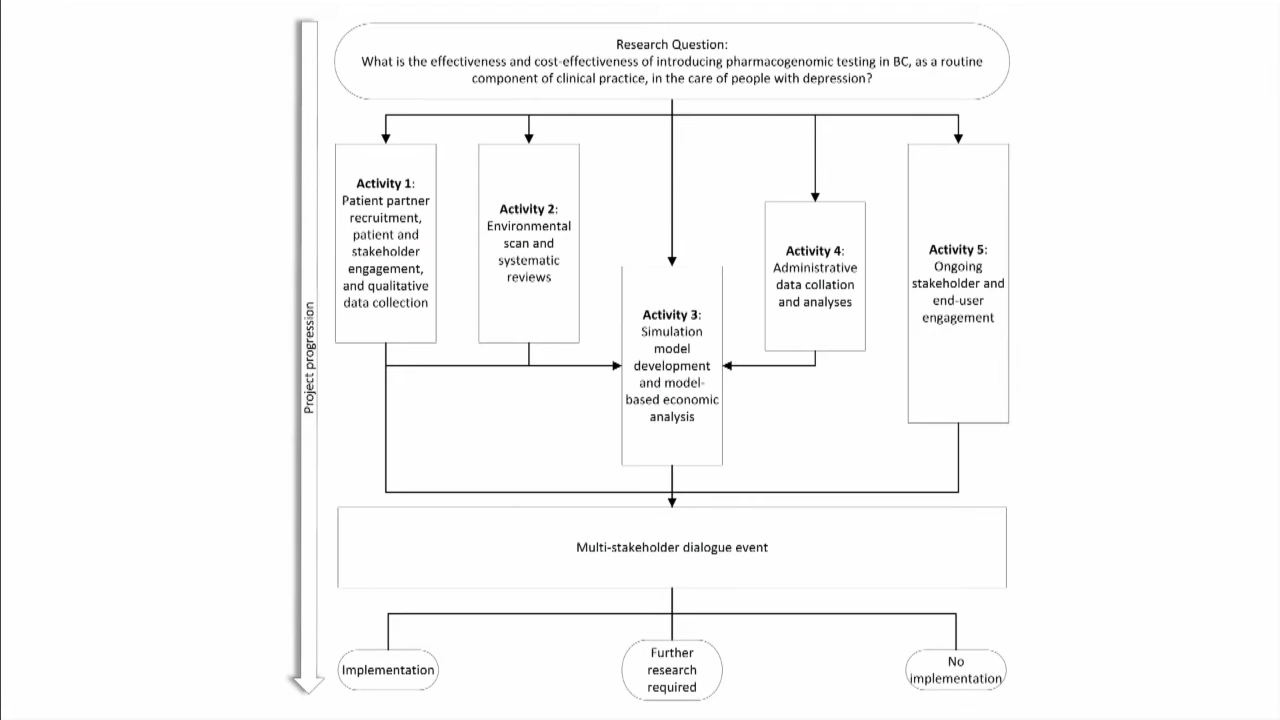 Research Question:
What is the effectiveness and cost-effectiveness of introducing pharmacogenomic testing in BC, as a routine
component of clinical practice, in the care of people with depression?
Activity 1:
Patient partner
recruitment,
patient and
stakeholder
engagement,
and qualitative
data collection
Activity 2:
Environmental
scan and
systematic
reviews
Activity 3:
Simulation
model
development
and model-
based economic
analysis
Activity 4:
Administrative
data collation
and analyses
Activity 5:
Ongoing
stakeholder and
end-user
engagement
Project progression
Multi-stakeholder dialogue event
Implementation
Further
research
required
No
implementation